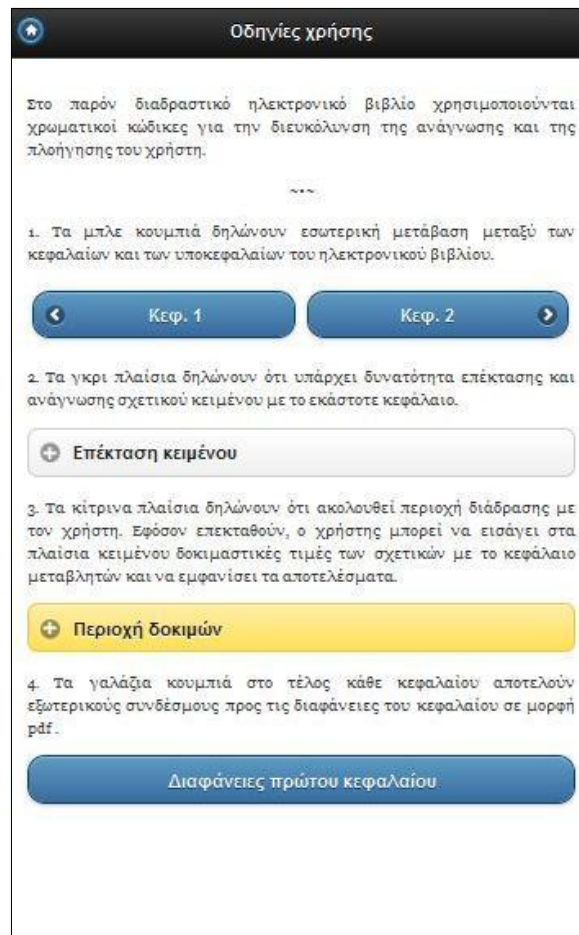 Οδηγίες χρήσης
Στο παρόν διαδραστικό ηλεκτρονικό βιβλίο χρησιμοποιούνται
χρωματικοί κώδικες για την διευκόλυνση της ανάγνωσης και της
πλοήγησης του χρήστη.
~•~
1. Τα μπλε κουμπιά δηλώνουν εσωτερική μετάβαση μεταξύ των
κεφαλαίων και των υποκεφαλαίων του ηλεκτρονικού βιβλίου.
Κεφ. 1 Κεφ. 2
2. Τα γκρι πλαίσια δηλώνουν ότι υπάρχει δυνατότητα επέκτασης και
ανάγνωσης σχετικού κειμένου με το εκάστοτε κεφάλαιο.
Επέκταση κειμένου
3. Τα κίτρινα πλαίσια δηλώνουν ότι ακολουθεί περιοχή διάδρασης με
τον χρήστη. Εφόσον επεκταθούν, ο χρήστης μπορεί να εισάγει στα
πλαίσια κειμένου δοκιμαστικές τιμές των σχετικών με το κεφάλαιο
μεταβλητών και να εμφανίσει τα αποτελέσματα.
Περιοχή δοκιμών
4. Τα γαλάζια κουμπιά στο τέλος κάθε κεφαλαίου αποτελούν
εξωτερικούς συνδέσμους προς τις διαφάνειες του κεφαλαίου σε μορφή
pdf.
Διαφάνειες πρώτου κεφαλαίου